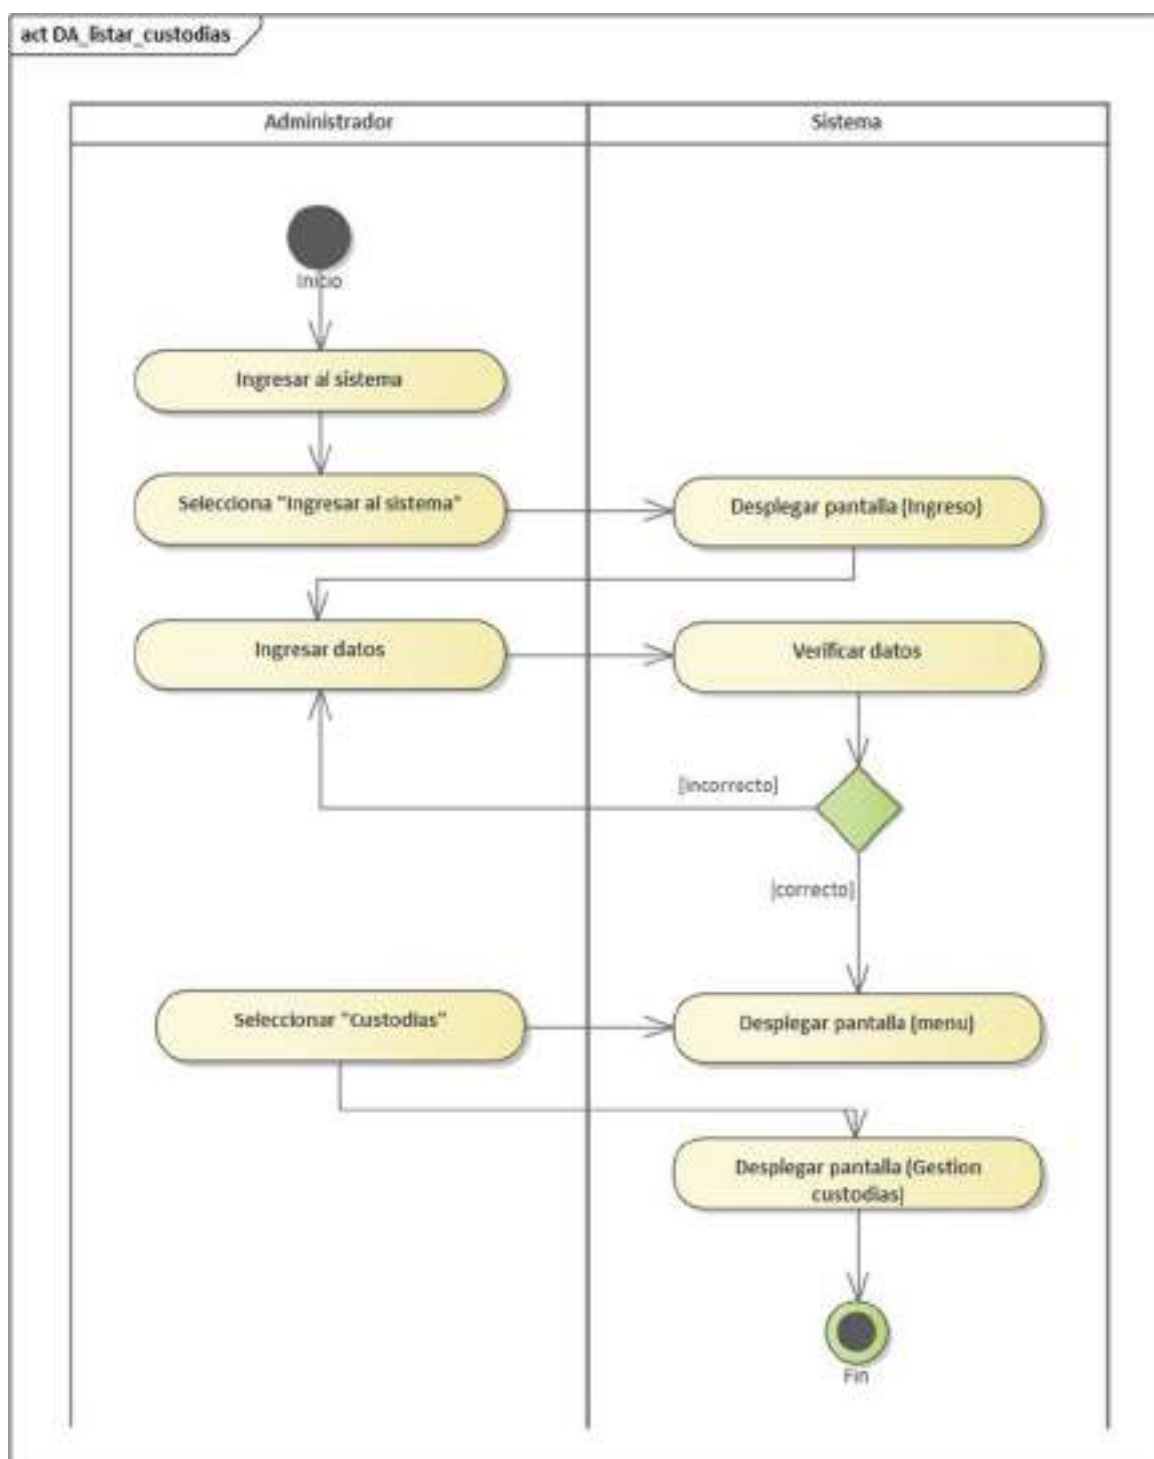 act DA_listar_custodias
Administrador
Sistema
Inicio
Ingresar al sistema
Selecciona "Ingresar al sistema"
Desplegar pantalla (Ingreso)
Ingresar datos
Verificar datos
[incorrecto]
[correcto]
Seleccionar "Custodias"
Desplegar pantalla (menu)
Desplegar pantalla (Gestion
custodias)
Fin